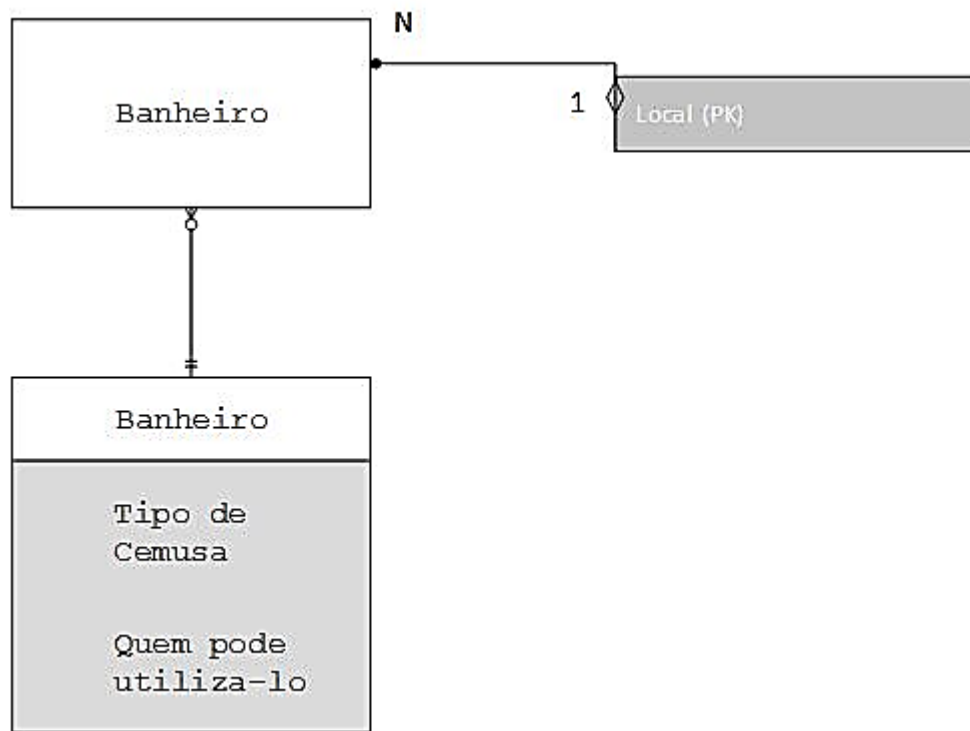 N
Banheiro
1
Local (PK)
Banheiro
Tipo de
Cemusa
Quem pode
utiliza-lo